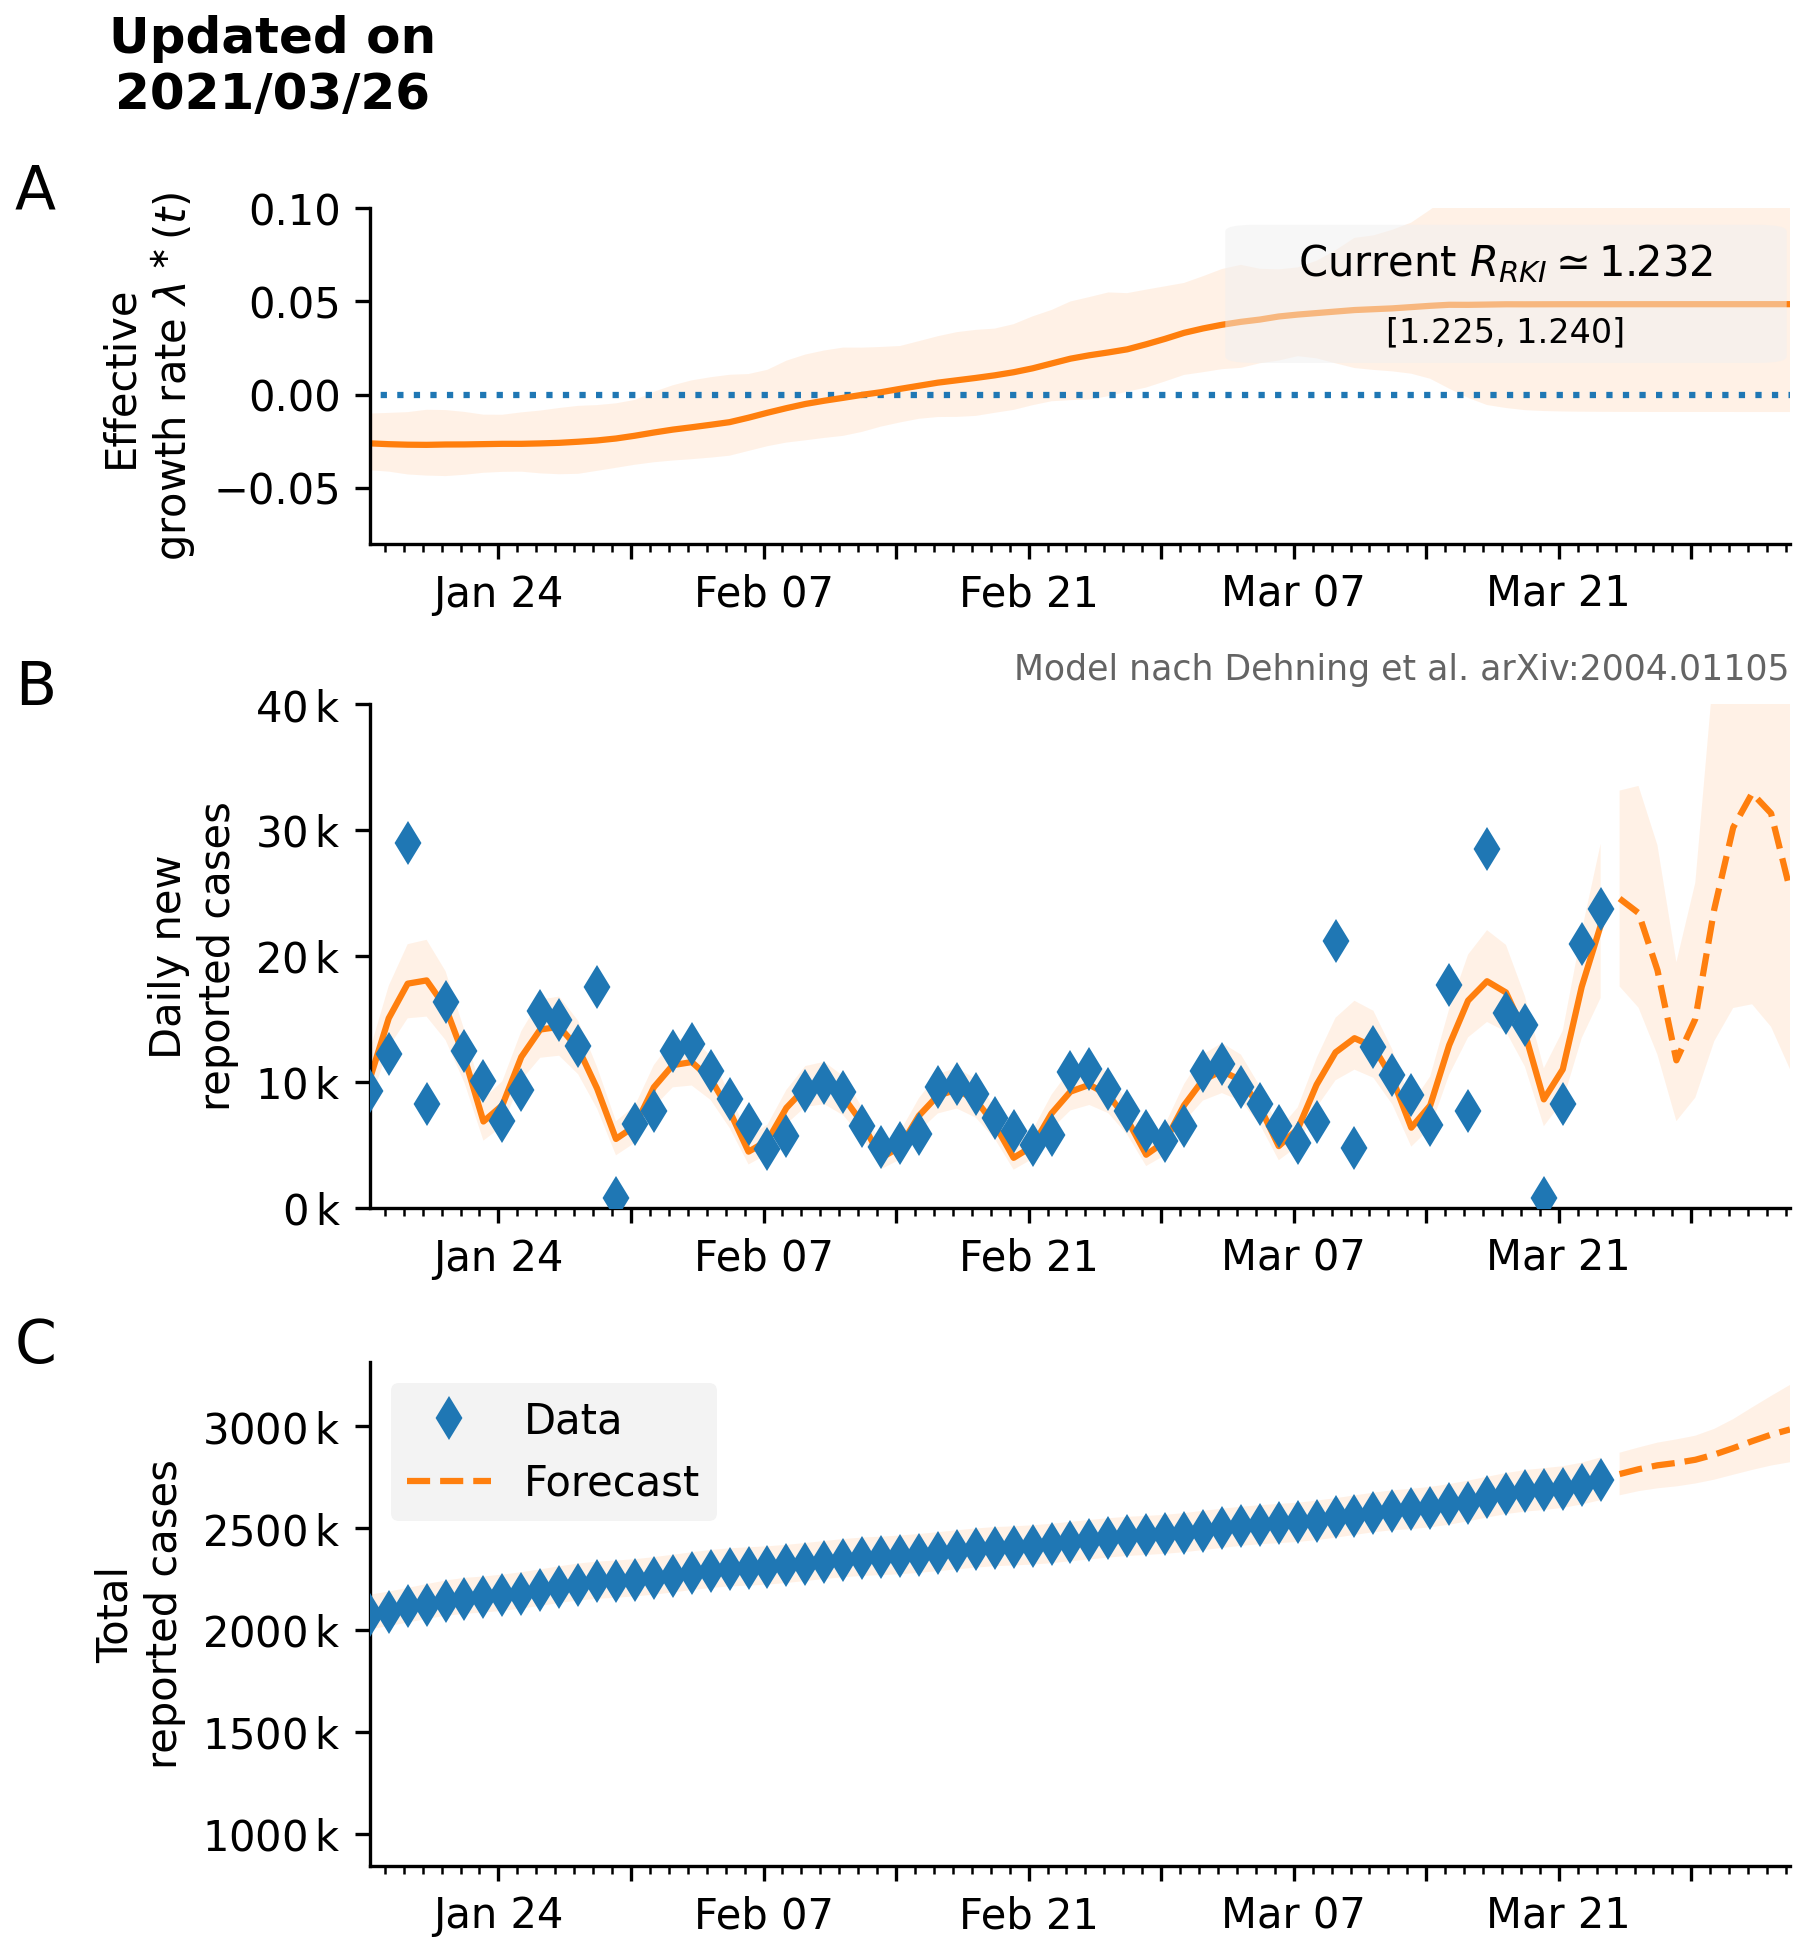 Updated on
2021/03/26
A
Effective
growth rate λ * (t)
0.10
0.05
0.00
−0.05
Current R_RKI ≃ 1.232
[1.225, 1.240]
Jan 24 Feb 07 Feb 21 Mar 07 Mar 21
B
Model nach Dehning et al. arXiv:2004.01105
Daily new
reported cases
40 k
30 k
20 k
10 k
0 k
Jan 24 Feb 07 Feb 21 Mar 07 Mar 21
C
Total
reported cases
3000 k
2500 k
2000 k
1500 k
1000 k
Data
Forecast
Jan 24 Feb 07 Feb 21 Mar 07 Mar 21